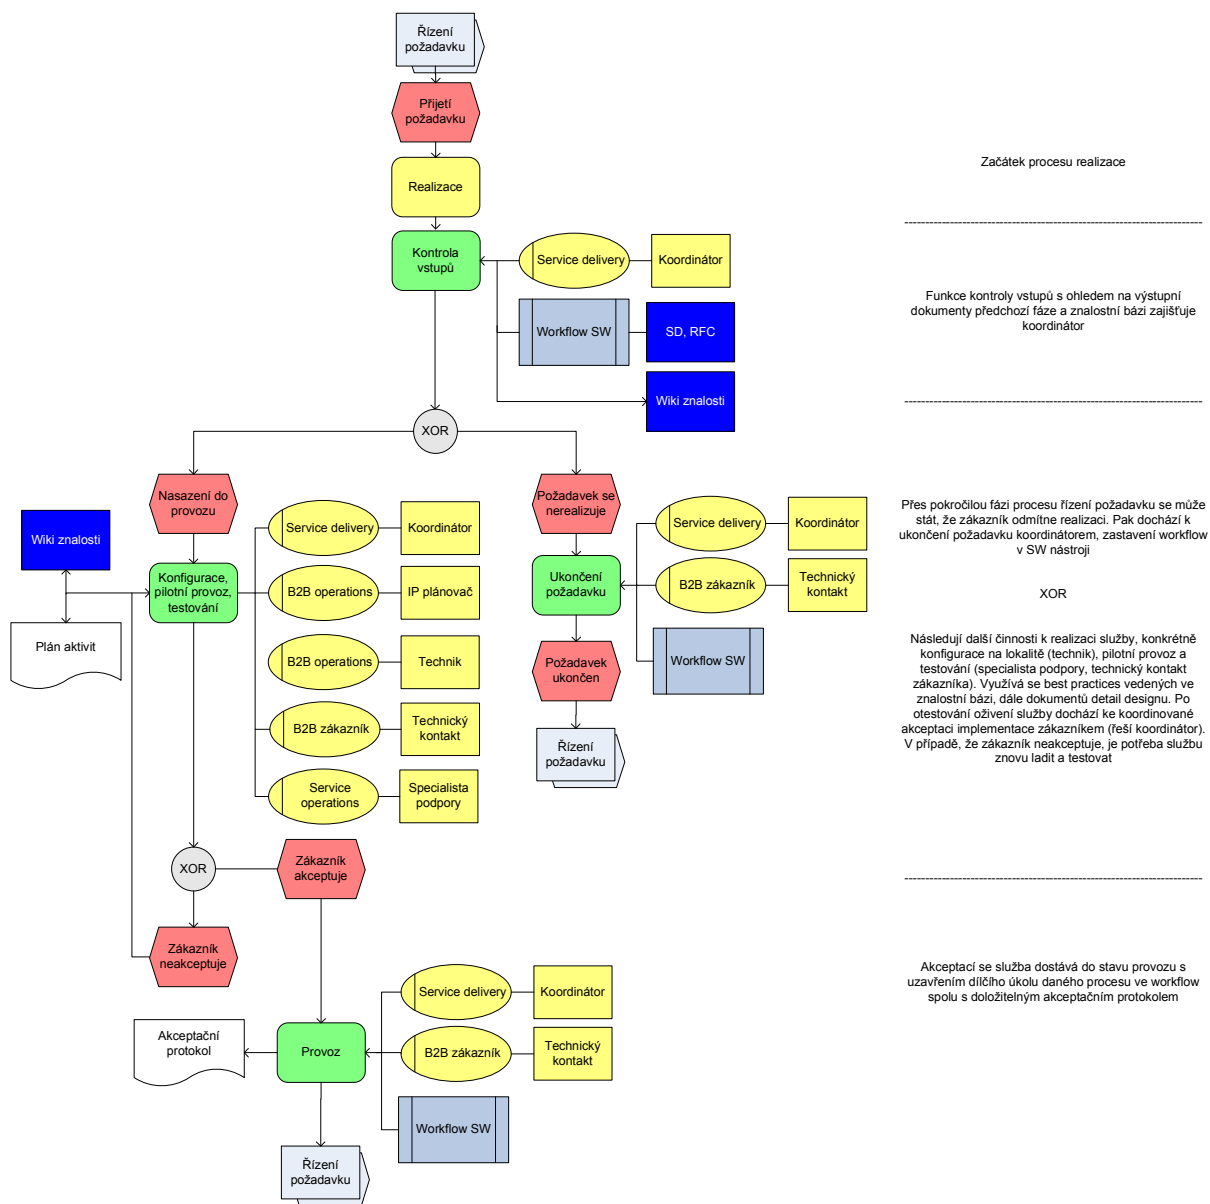 Řízení
požadavku
Přijetí
požadavku
Začátek procesu realizace
Realizace
Kontrola
vstupů
Service delivery
Koordinátor
Funkce kontroly vstupů s ohledem na výstupní
dokumenty předchozí fáze a znalostní bázi zajišťuje
koordinátor
Workflow SW
SD, RFC
Wiki znalosti
XOR
Nasazení do
provozu
Požadavek se
nerealizuje
Wiki znalosti
Service delivery
Koordinátor
Service delivery
Koordinátor
Přes pokročilou fázi procesu řízení požadavku se může
stát, že zákazník odmítne realizaci. Pak dochází k
ukončení požadavku koordinátorem, zastavení workflow
v SW nástroji
Konfigurace,
pilotní provoz,
testování
B2B operations
IP plánovač
Ukončení
požadavku
B2B zákazník
Technický
kontakt
XOR
Plán aktivit
B2B operations
Technik
Požadavek
ukončen
Workflow SW
Následují další činnosti k realizaci služby, konkrétně
konfigurace na lokalitě (technik), pilotní provoz a
testování (specialista podpory, technický kontakt
zákazníka). Využívá se best practices vedených ve
znalostní bázi, dále dokumentů detail designu. Po
otestování oživení služby dochází ke koordinované
akceptaci implementace zákazníkem (řeší koordinátor).
V případě, že zákazník neakceptuje, je potřeba službu
znovu ladit a testovat
B2B zákazník
Technický
kontakt
Řízení
požadavku
Service
operations
Specialista
podpory
XOR
Zákazník
akceptuje
Zákazník
neakceptuje
Akceptací se služba dostává do stavu provozu s
uzavřením dílčího úkolu daného procesu ve workflow
spolu s doložitelným akceptačním protokolem
Service delivery
Koordinátor
Akceptační
protokol
Provoz
B2B zákazník
Technický
kontakt
Workflow SW
Řízení
požadavku